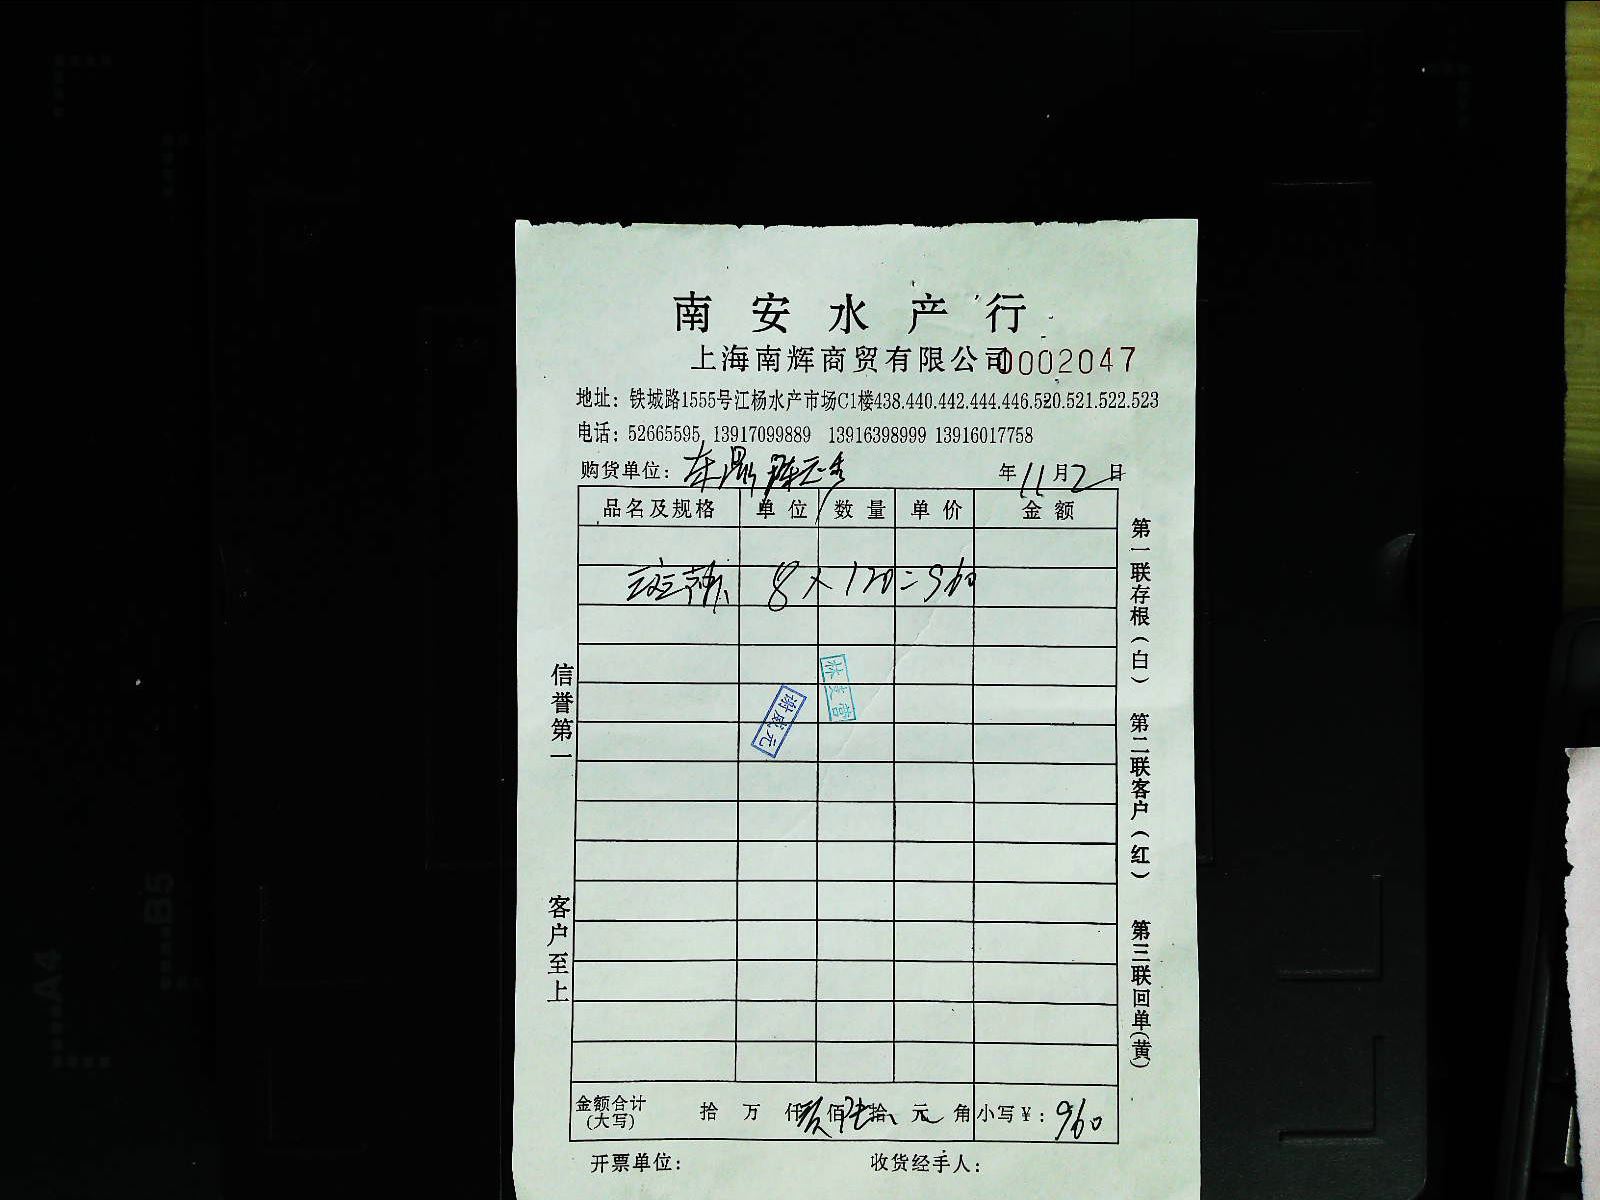 南安水产行
上海南辉商贸有限公司0002047
地址：铁城路1555号江杨水产市场C1楼438.440.442.444.446.520.521.522.523
电话：52665595 13917099889 13916398999 13916017758
购货单位： 年11月2日
品名及规格 单位 数量 单价 金额
8×120=960
金额合计(大写) 拾 万 仟玖佰陆拾 元 角 小写￥：960
开票单位： 收货经手人：
信誉第一 客户至上
第一联存根（白） 第二联客户（红） 第三联回单（黄）
谢成元